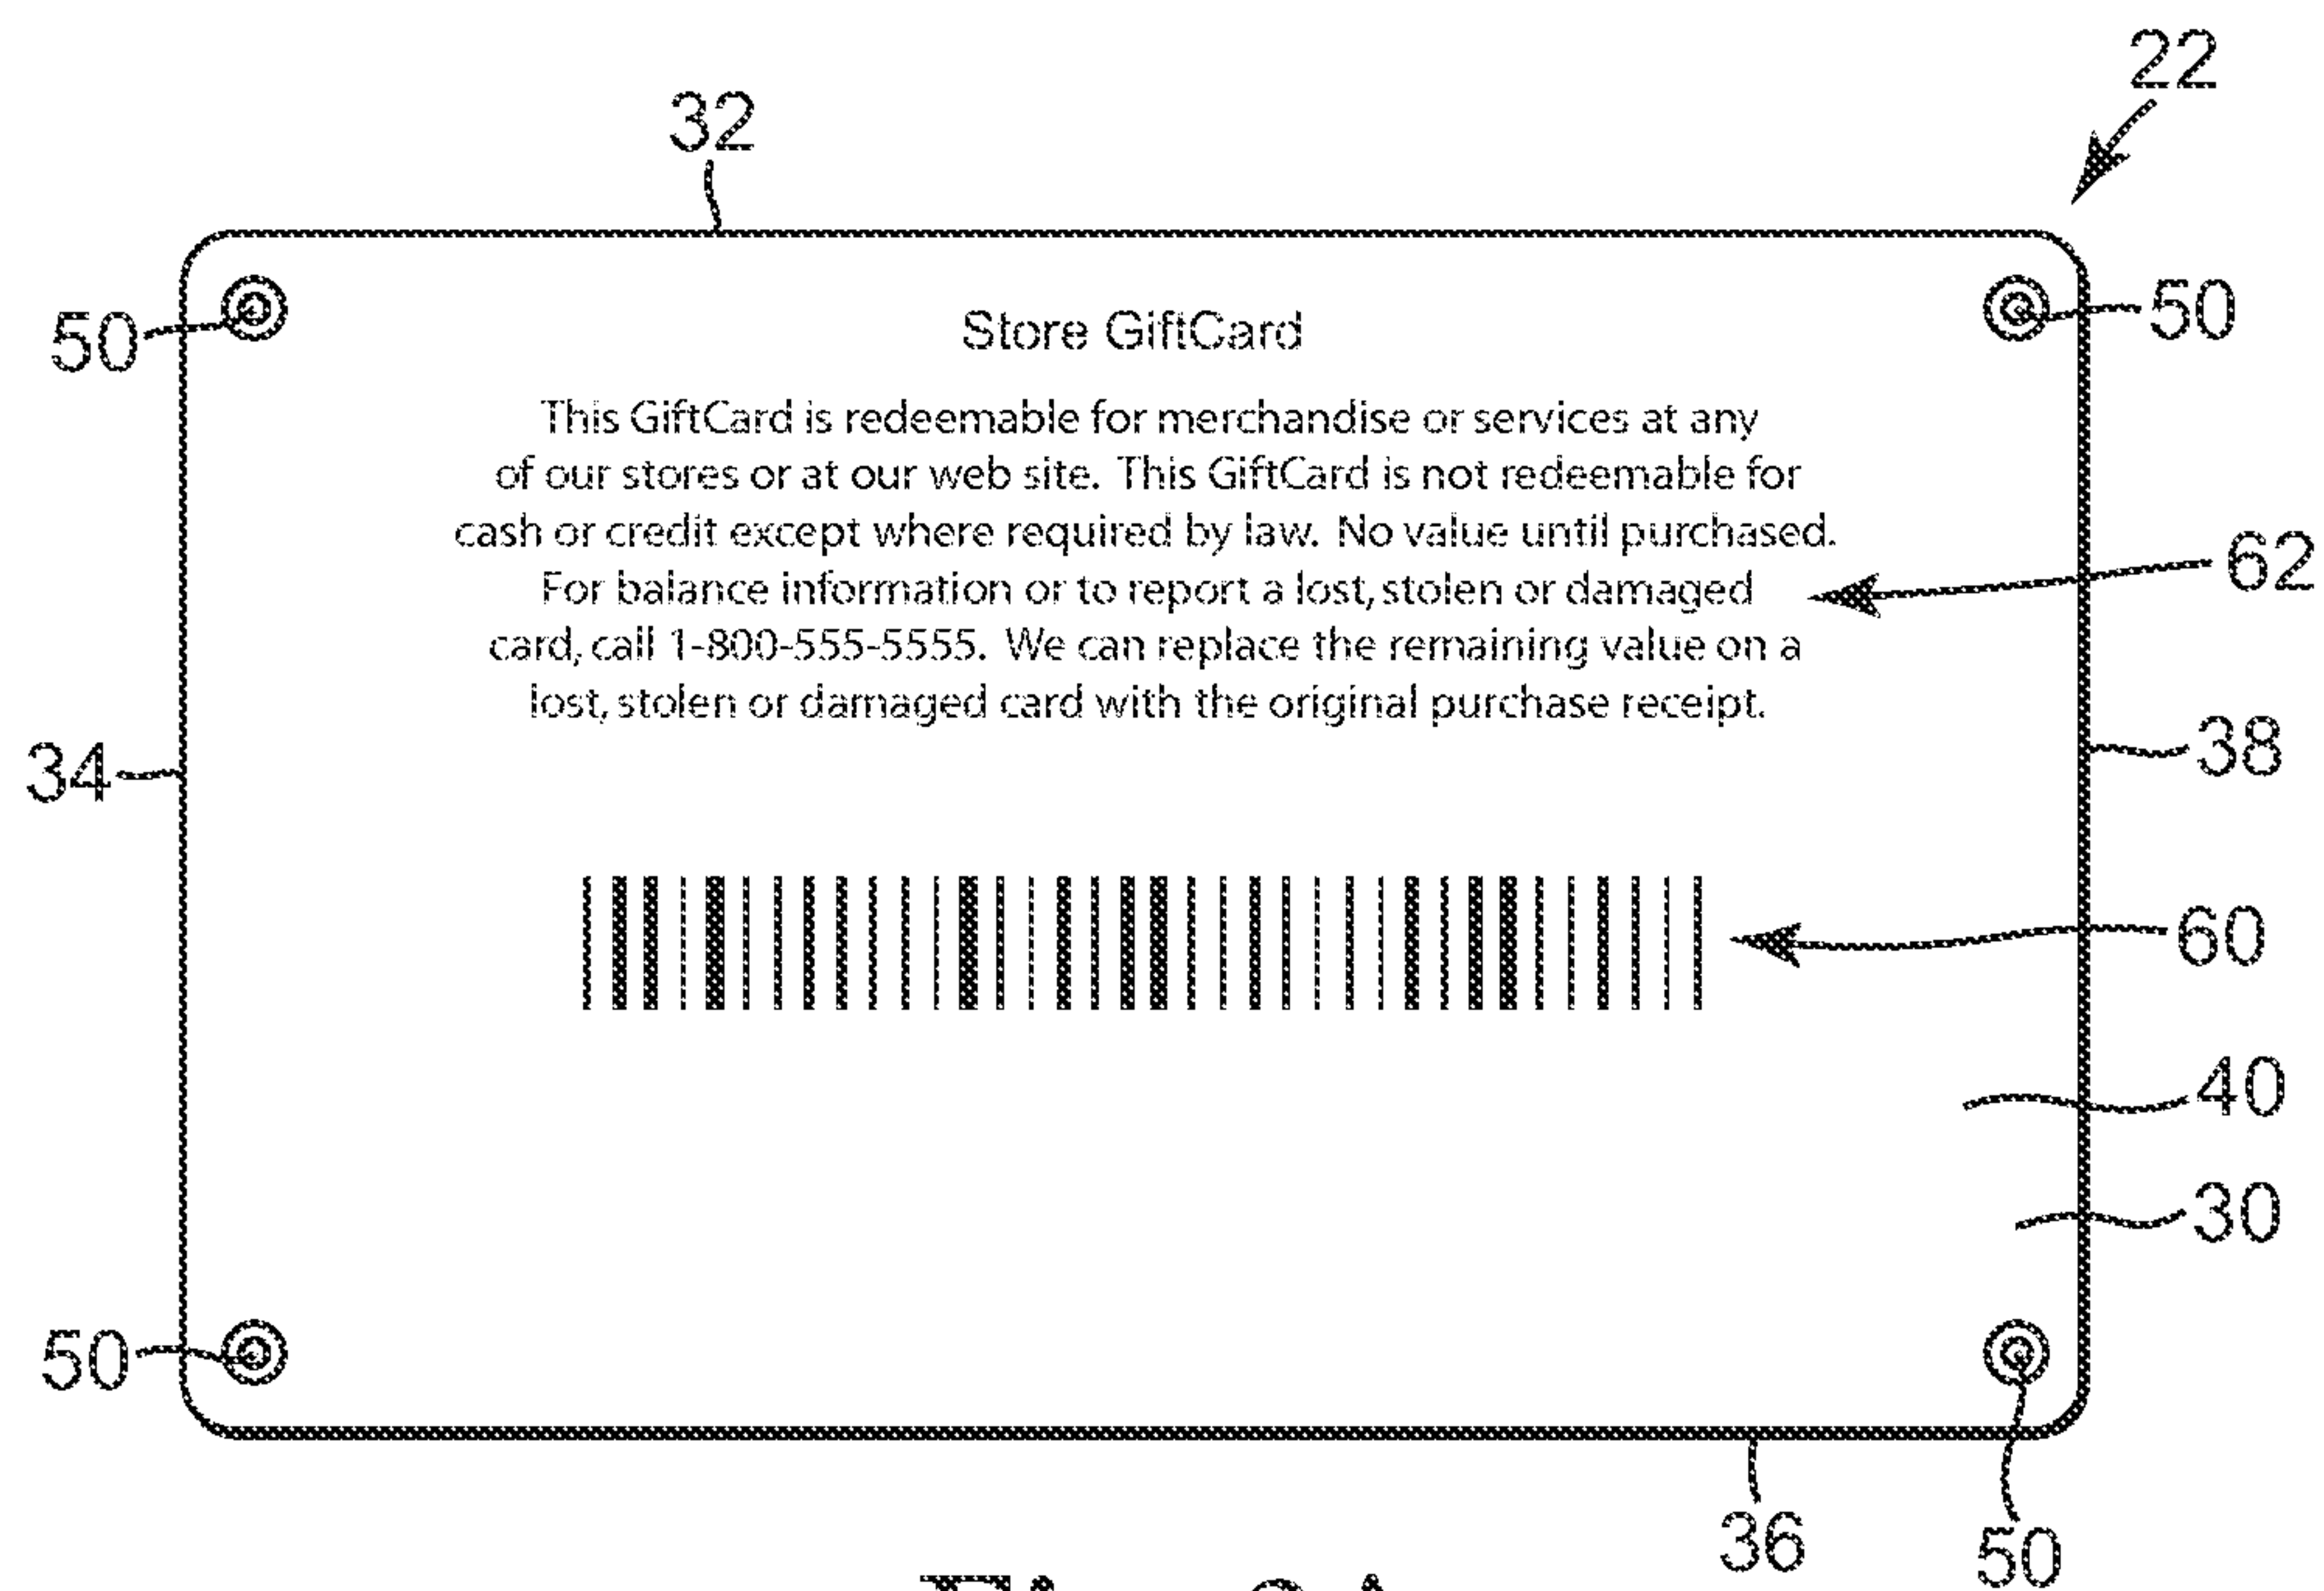 22
32
50
50
Store GiftCard
This GiftCard is redeemable for merchandise or services at any
of our stores or at our web site. This GiftCard is not redeemable for
cash or credit except where required by law. No value until purchased.
For balance information or to report a lost, stolen or damaged
card, call 1-800-555-5555. We can replace the remaining value on a
lost, stolen or damaged card with the original purchase receipt.
62
34
38
60
40
30
50
36
50